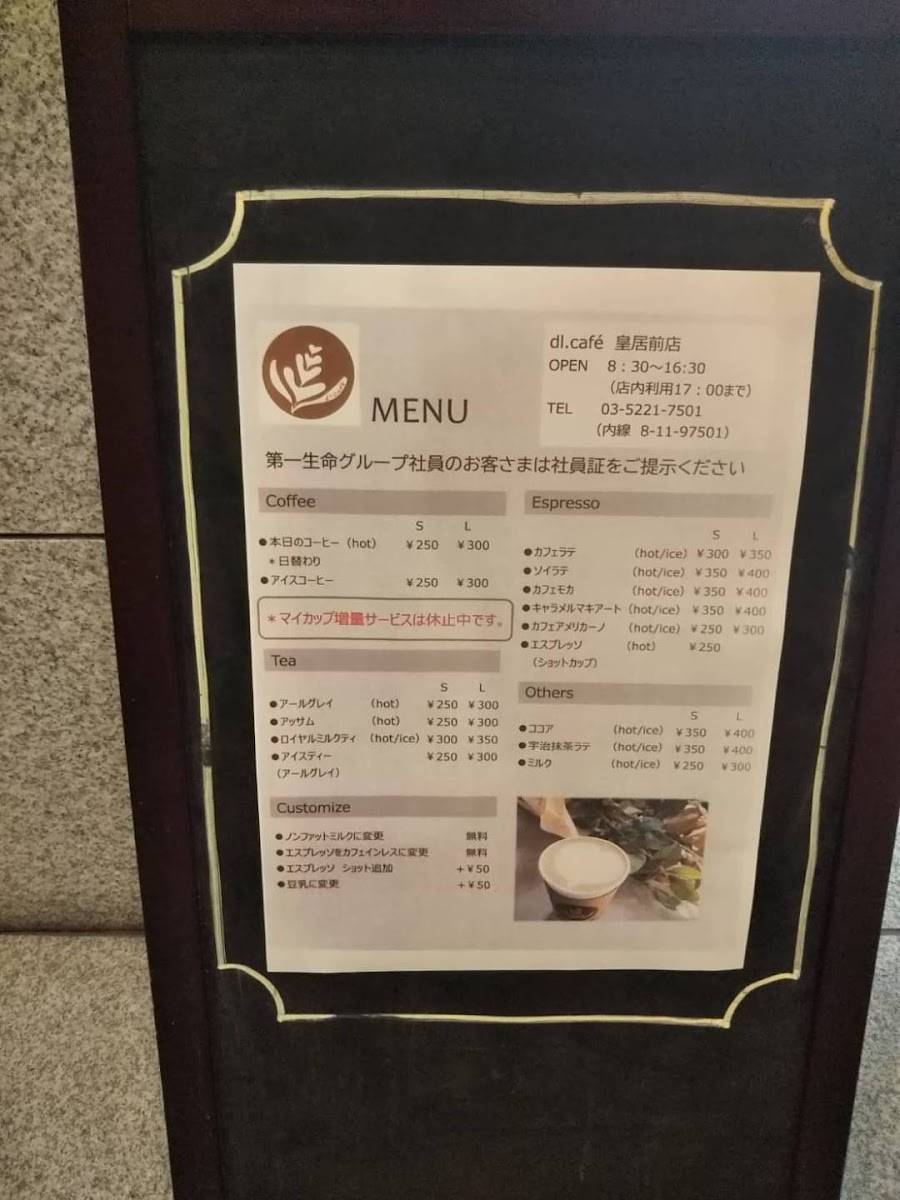 MENU
dl.café 皇居前店
OPEN 8：30～16:30
（店内利用17：00まで）
TEL 03-5221-7501
（内線 8-11-97501）
第一生命グループ社員のお客さまは社員証をご提示ください
Coffee
S L
●本日のコーヒー（hot） ￥250 ￥300
＊日替わり
●アイスコーヒー ￥250 ￥300
＊マイカップ増量サービスは休止中です。
Tea
S L
●アールグレイ （hot） ￥250 ￥300
●アッサム （hot） ￥250 ￥300
●ロイヤルミルクティ （hot/ice） ￥300 ￥350
●アイスティー ￥250 ￥300
（アールグレイ）
Customize
●ノンファットミルクに変更 無料
●エスプレッソをカフェインレスに変更 無料
●エスプレッソ ショット追加 ＋￥50
●豆乳に変更 ＋￥50
Espresso
S L
●カフェラテ （hot/ice） ￥300 ￥350
●ソイラテ （hot/ice） ￥350 ￥400
●カフェモカ （hot/ice） ￥350 ￥400
●キャラメルマキアート （hot/ice） ￥350 ￥400
●カフェアメリカーノ （hot/ice） ￥250 ￥300
●エスプレッソ （hot） ￥250
（ショットカップ）
Others
S L
●ココア （hot/ice） ￥350 ￥400
●宇治抹茶ラテ （hot/ice） ￥350 ￥400
●ミルク （hot/ice） ￥250 ￥300